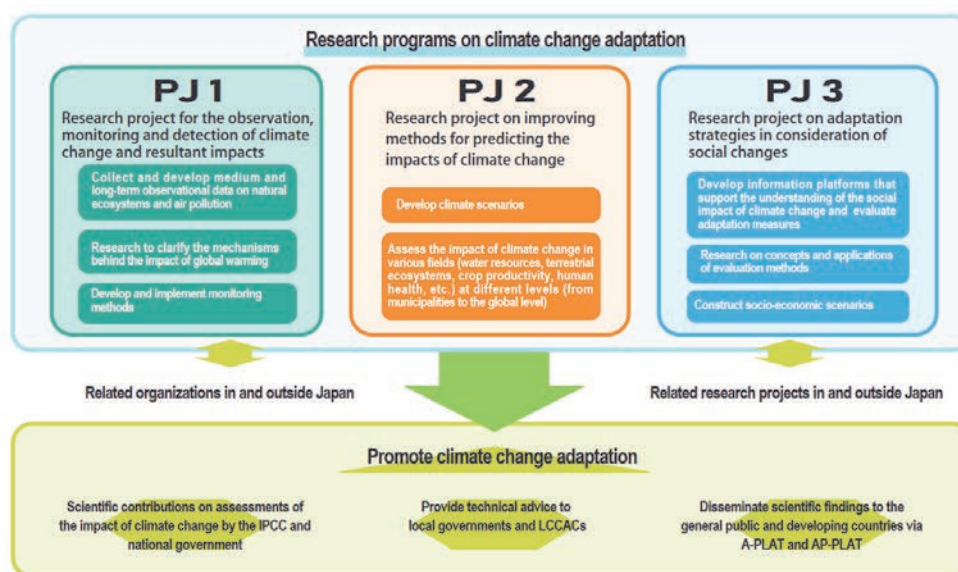 Research programs on climate change adaptation
PJ 1
Research project for the observation,
monitoring and detection of climate
change and resultant impacts
Collect and develop medium and
long-term observational data on natural
ecosystems and air pollution
Research to clarify the mechanisms
behind the impact of global warming
Develop and implement monitoring
methods
PJ 2
Research project on improving
methods for predicting the
impacts of climate change
Develop climate scenarios
Assess the impact of climate change in
various fields (water resources, terrestrial
ecosystems, crop productivity, human
health, etc.) at different levels (from
municipalities to the global level)
PJ 3
Research project on adaptation
strategies in consideration of
social changes
Develop information platforms that
support the understanding of the social
impact of climate change and evaluate
adaptation measures
Research on concepts and applications
of evaluation methods
Construct socio-economic scenarios
Related organizations in and outside Japan
Related research projects in and outside Japan
Promote climate change adaptation
Scientific contributions on assessments of
the impact of climate change by the IPCC and
national government
Provide technical advice to
local governments and LCCACs
Disseminate scientific findings to the
general public and developing countries via
A-PLAT and AP-PLAT